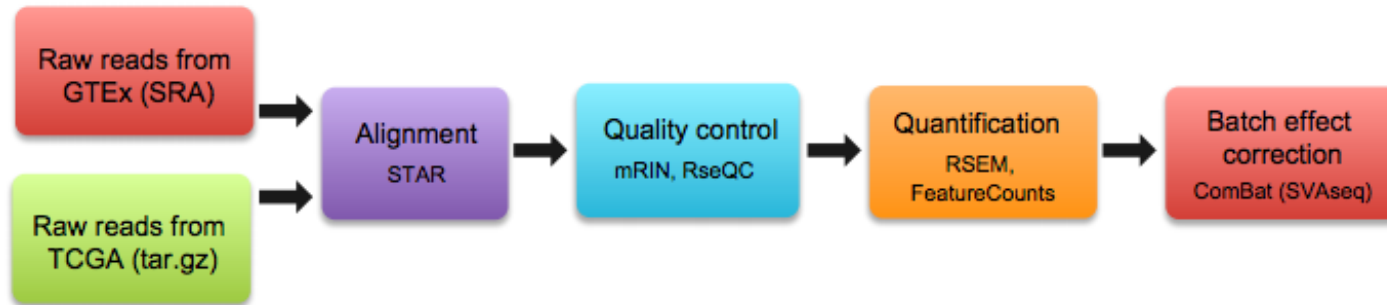 Raw reads from
GTEx (SRA)
Raw reads from
TCGA (tar.gz)
Alignment
STAR
Quality control
mRIN, RseQC
Quantification
RSEM,
FeatureCounts
Batch effect
correction
ComBat (SVAseq)